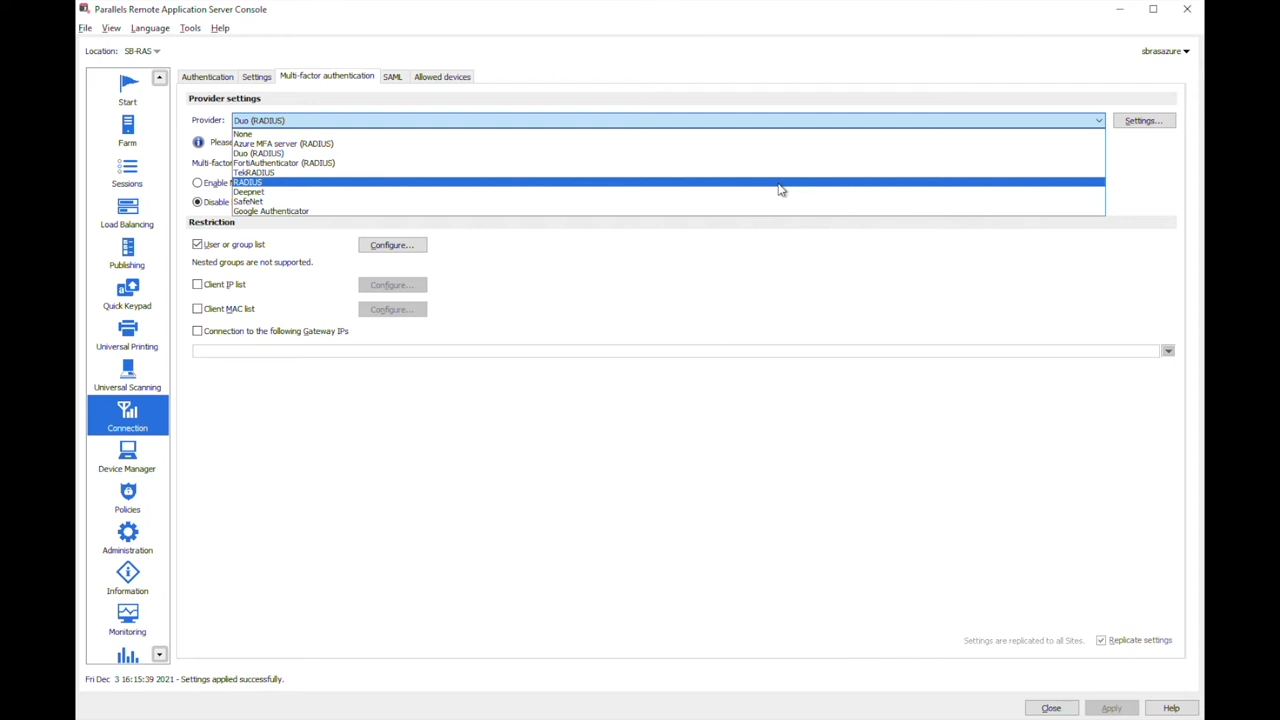 Parallels Remote Application Server Console
File View Language Tools Help
Location: SB-RAS
sbrasazure
Start
Farm
Sessions
Load Balancing
Publishing
Quick Keypad
Universal Printing
Universal Scanning
Connection
Device Manager
Policies
Administration
Information
Monitoring
Authentication Settings Multi-factor authentication SAML Allowed devices
Provider settings
Provider: Duo (RADIUS) Settings...
None
Azure MFA server (RADIUS)
Duo (RADIUS)
FortiAuthenticator (RADIUS)
TekRADIUS
RADIUS
Deepnet
SafeNet
Google Authenticator
Multi-factor
Enable
Disable
Restriction
User or group list Configure...
Nested groups are not supported.
Client IP list Configure...
Client MAC list Configure...
Connection to the following Gateway IPs
Settings are replicated to all Sites. Replicate settings
Fri Dec 3 16:15:39 2021 - Settings applied successfully.
Close Apply Help